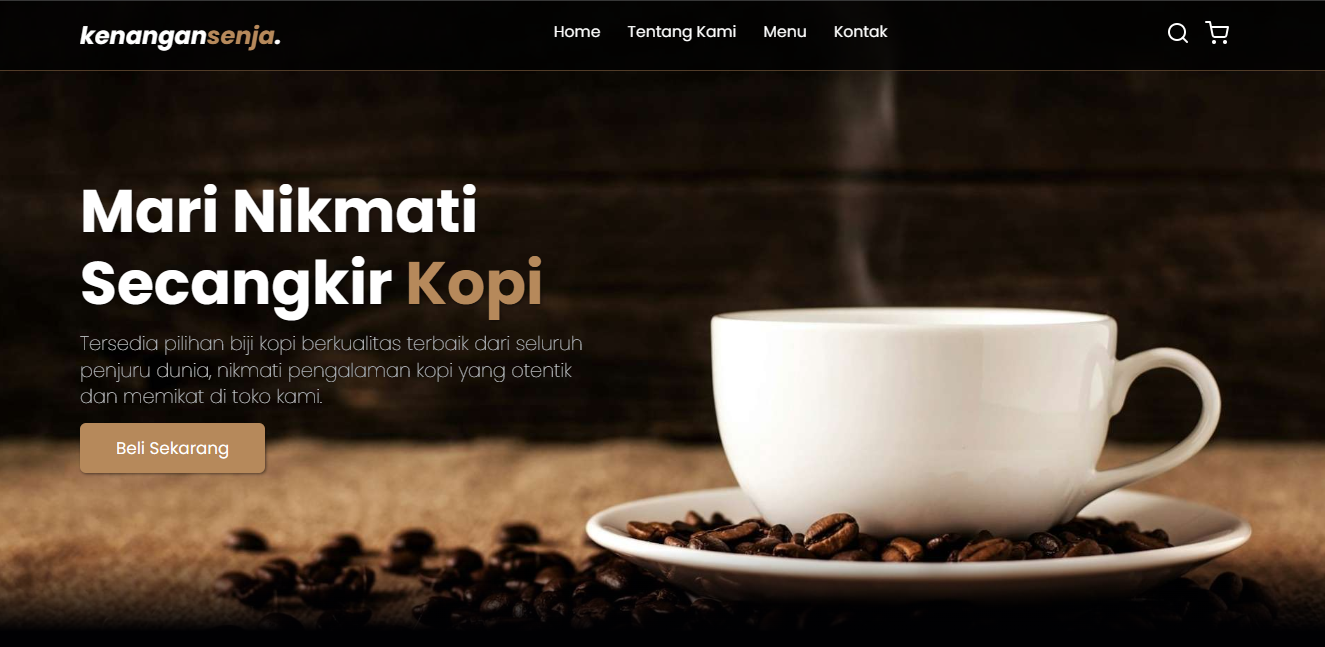 kenangansenja.
Home Tentang Kami Menu Kontak
Mari Nikmati
Secangkir Kopi
Tersedia pilihan biji kopi berkualitas terbaik dari seluruh
penjuru dunia, nikmati pengalaman kopi yang otentik
dan memikat di toko kami.
Beli Sekarang